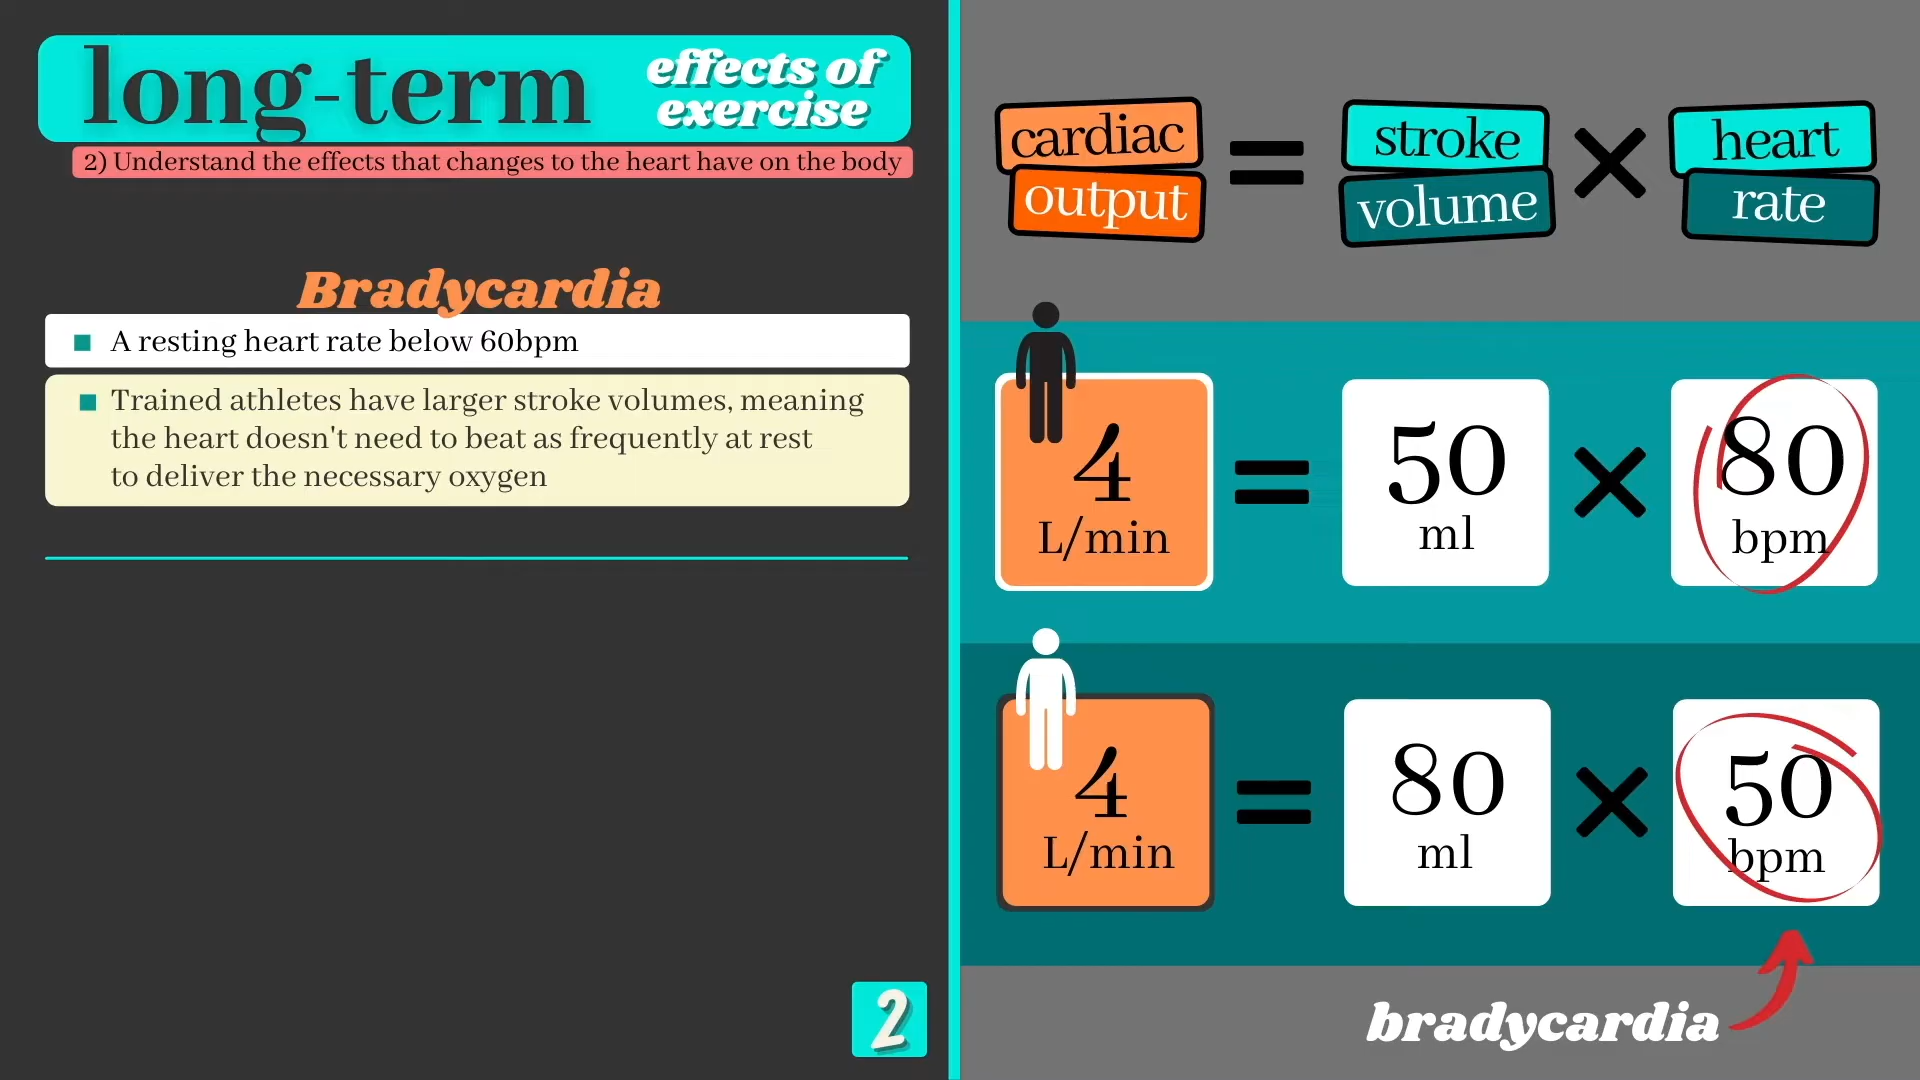 long-term
effects of
exercise
2) Understand the effects that changes to the heart have on the body
Bradycardia
A resting heart rate below 60bpm
Trained athletes have larger stroke volumes, meaning
the heart doesn't need to beat as frequently at rest
to deliver the necessary oxygen
2
cardiac
output
=
stroke
volume
×
heart
rate
4
L/min
=
50
ml
×
80
bpm
4
L/min
=
80
ml
×
50
bpm
bradycardia